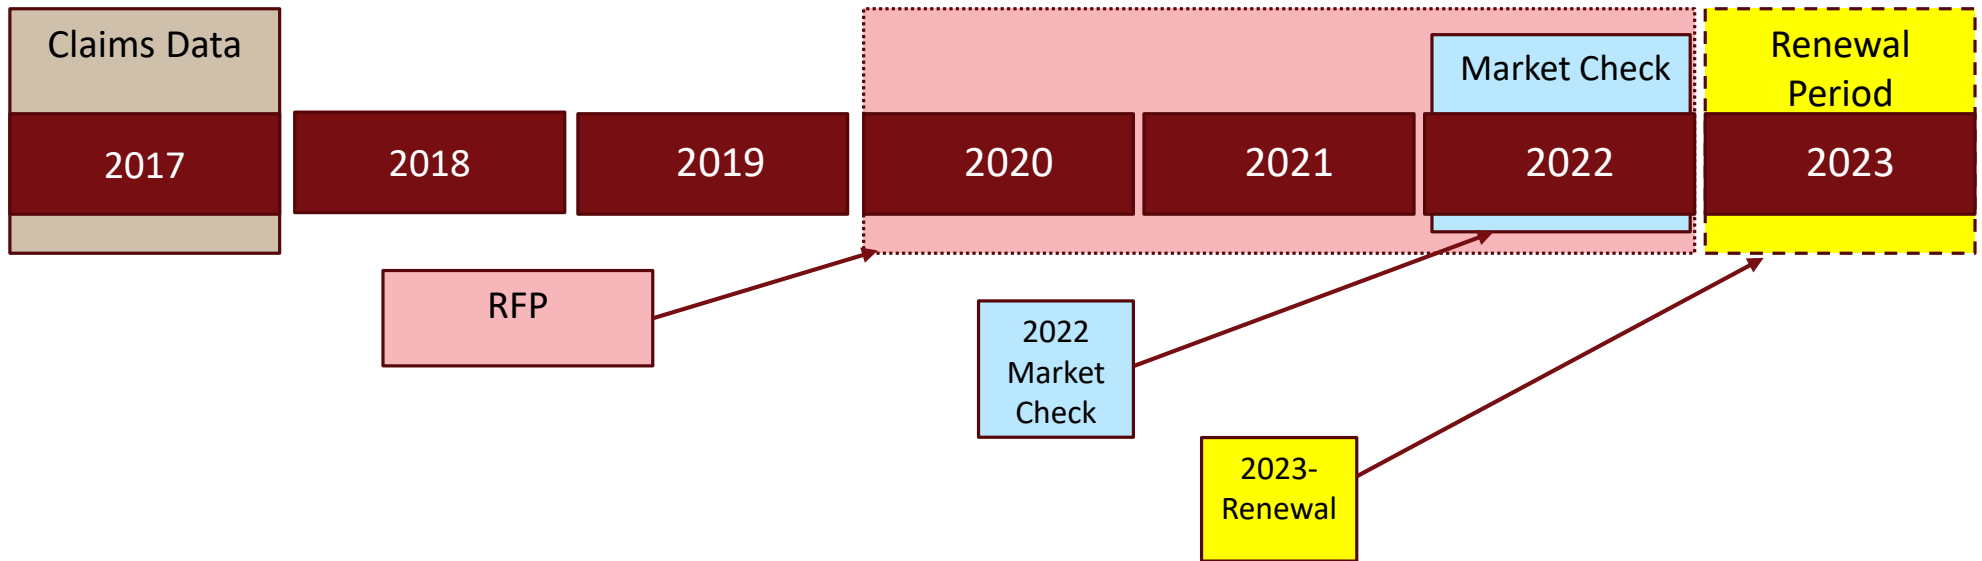 Claims Data
Market Check
Renewal
Period
2017
2018
2019
2020
2021
2022
2023
RFP
2022
Market
Check
2023-
Renewal